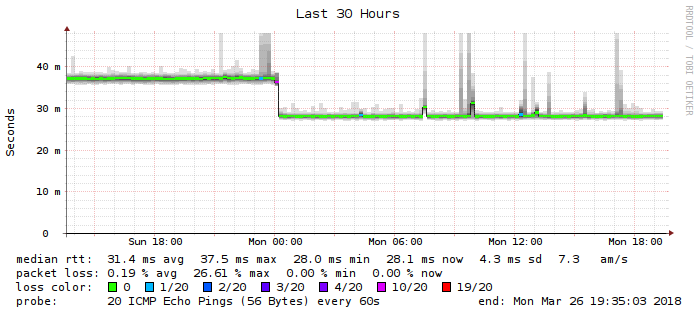 Last 30 Hours
RRDTOOL / TOBI OETIKER
Seconds
40 m
30 m
20 m
10 m
0
Sun 18:00 Mon 00:00 Mon 06:00 Mon 12:00 Mon 18:00
median rtt: 31.4 ms avg 37.5 ms max 28.0 ms min 28.1 ms now 4.3 ms sd 7.3 am/s
packet loss: 0.19 % avg 26.61 % max 0.00 % min 0.00 % now
loss color: 0 1/20 2/20 3/20 4/20 10/20 19/20
probe: 20 ICMP Echo Pings (56 Bytes) every 60s end: Mon Mar 26 19:35:03 2018